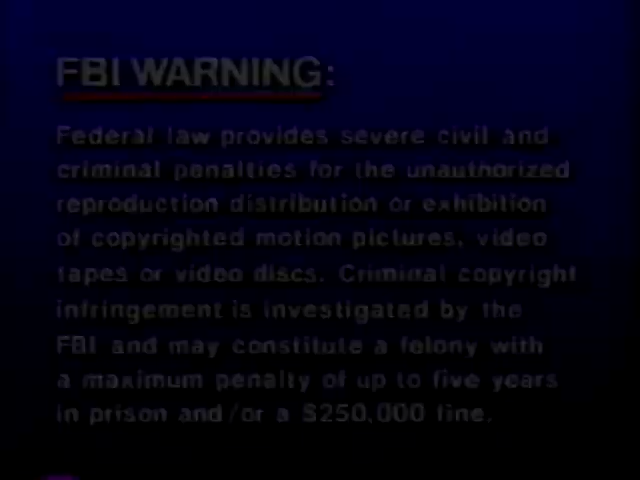 FBI WARNING:
Federal law provides severe civil and
criminal penalties for the unauthorized
reproduction distribution or exhibition
of copyrighted motion pictures, video
tapes or video discs. Criminal copyright
infringement is investigated by the
FBI and may constitute a felony with
a maximum penalty of up to five years
in prison and/or a $250,000 fine.